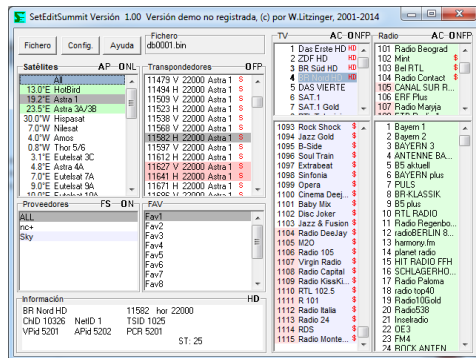 SetEditSummit Versión 1.00 Versión demo no registrada, (c) por W.Litzinger, 2001-2014
Fichero
Config.
Ayuda
Fichero
db0001.bin
Satélites AP ONL
All
13.0°E HotBird
19.2°E Astra 1
23.5°E Astra 3A/3B
30.0°W Hispasat
7.0°W Nilesat
4.0°W Amos
0.8°W Thor 5/6
3.1°E Eutelsat 3C
4.8°E Astra 4A
7.0°E Eutelsat 7A
9.0°E Eutelsat 9A
Transpondedores OFP
11479 V 22000 Astra 1 S
11494 H 22000 Astra 1 S
11509 V 22000 Astra 1 S
11523 H 22000 Astra 1 S
11538 V 22000 Astra 1 S
11582 H 22000 Astra 1 S
11597 V 22000 Astra 1 S
11612 H 22000 Astra 1 S
11627 V 22000 Astra 1 S
11641 H 22000 Astra 1 S
Proveedores FS ON
ALL
nc+
Sky
FAV
Fav1
Fav2
Fav3
Fav4
Fav5
Fav6
Fav7
Fav8
Información HD
BR Nord HD 11582 hor 22000
ChID 10326 NetID 1 TSID 1025
VPid 5201 APid 5202 PCR 5201
ST: 25
TV AC ONFP
1 Das Erste HD HD
2 ZDF HD HD
3 BR Süd HD HD
4 BR Nord HD HD
5 DAS VIERTE
6 SAT.1
7 SAT.1 Gold
1093 Rock Shock $
1094 Jazz Gold $
1095 B-Side $
1096 Soul Train $
1097 Extrabeat $
1098 Sinfonia $
1099 Opera $
1100 Cinema Deej... $
1101 Baby Mix $
1102 Disc Joker $
1103 Jazz & Fusion $
1104 Radio DeeJay $
1105 M2O $
1106 Radio 105 $
1107 Virgin Radio $
1108 Radio Capital $
1109 Radio KissKi... $
1110 RTL 102.5 $
1111 R 101 $
1112 Radio Italia $
1113 Radio 24 $
1114 RDS $
1115 Radio Monte... $
Radio AC ONFP
101 Radio Beograd
102 Mint $
103 Bel RTL $
104 Radio Contact $
105 CANAL SUR R...
106 ERF Plus
107 Radio Maryja
1 Bayern 1
2 Bayern 2
3 BAYERN 3
4 ANTENNE BA...
5 B5 aktuell
6 BAYERN plus
7 PULS
8 BR-KLASSIK
9 B5 plus
10 RTL RADIO
11 Radio Regenbo...
12 radioBERLIN 8...
13 harmony.fm
14 planet radio
15 HIT RADIO FFH
16 SCHLAGERHO...
17 Radio Paloma
18 radio top40
19 Radio10Gold
20 Radio538
21 Inselradio
22 OE3
23 FM4
24 ROCK ANTEN